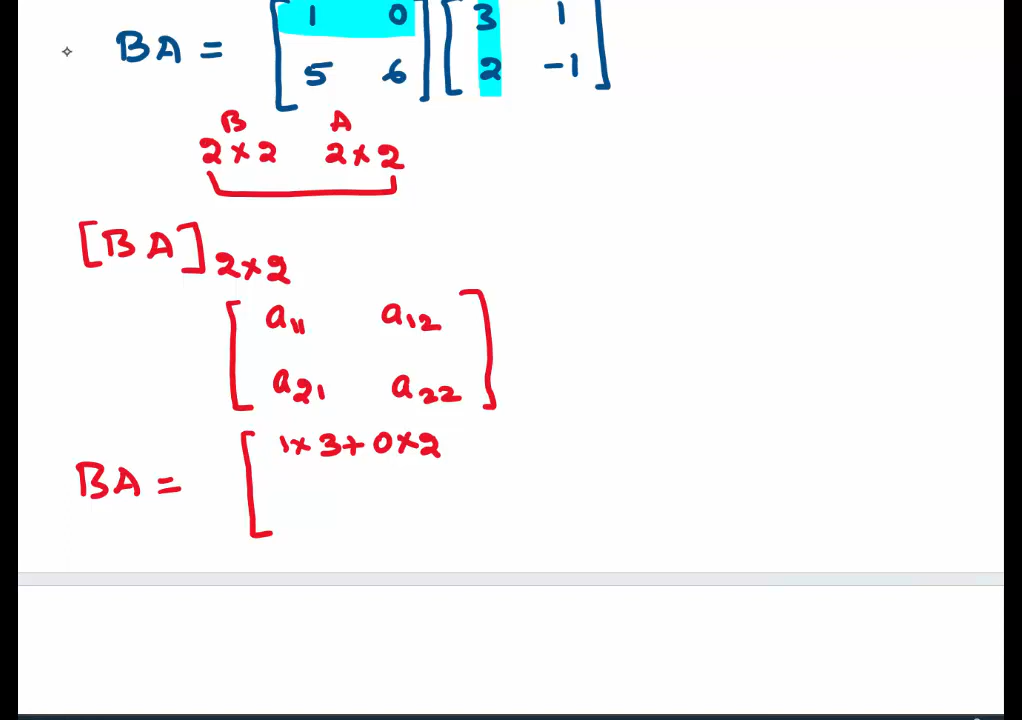 1 0 3 1
BA =
5 6 2 -1
B A
2×2 2×2
[BA]2×2
a11 a12
a21 a22
1×3+0×2
BA =